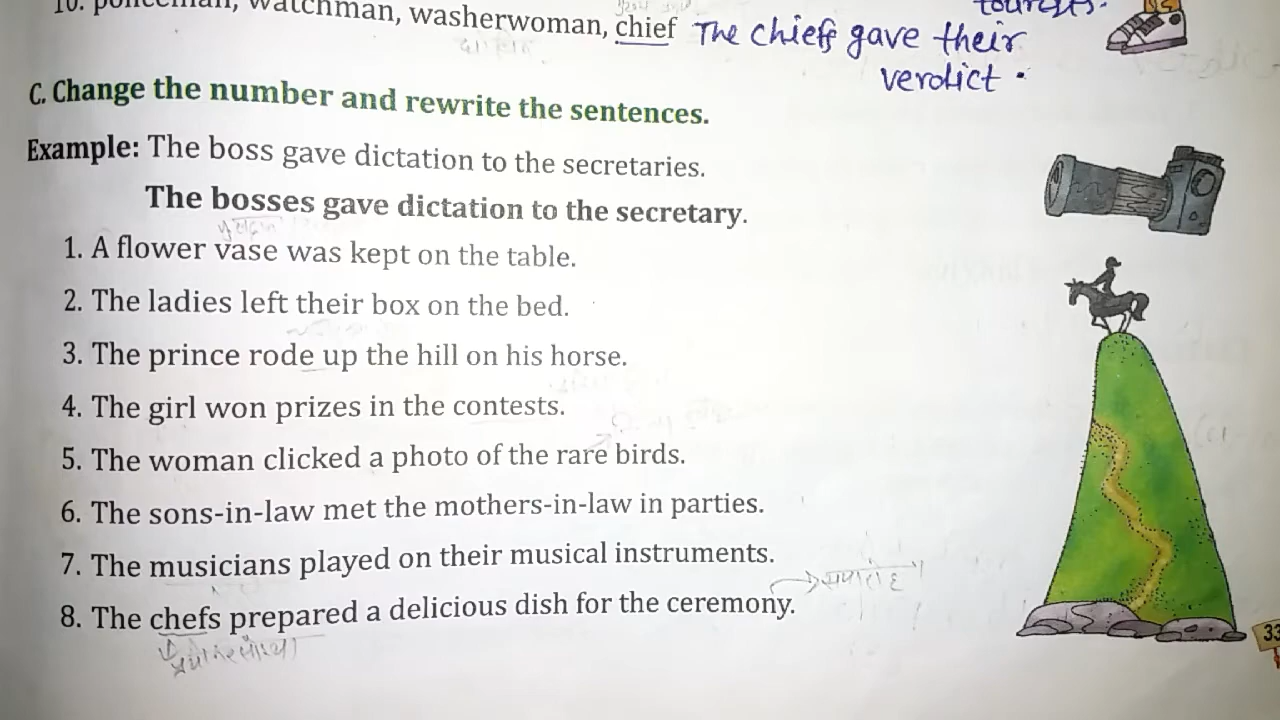 10. policeman, watchman, washerwoman, chief The chiefs gave their
tourists.
verdict.
C. Change the number and rewrite the sentences.
Example: The boss gave dictation to the secretaries.
The bosses gave dictation to the secretary.
1. A flower vase was kept on the table.
2. The ladies left their box on the bed.
3. The prince rode up the hill on his horse.
4. The girl won prizes in the contests.
5. The woman clicked a photo of the rare birds.
6. The sons-in-law met the mothers-in-law in parties.
7. The musicians played on their musical instruments.
8. The chefs prepared a delicious dish for the ceremony.
समारोह
33